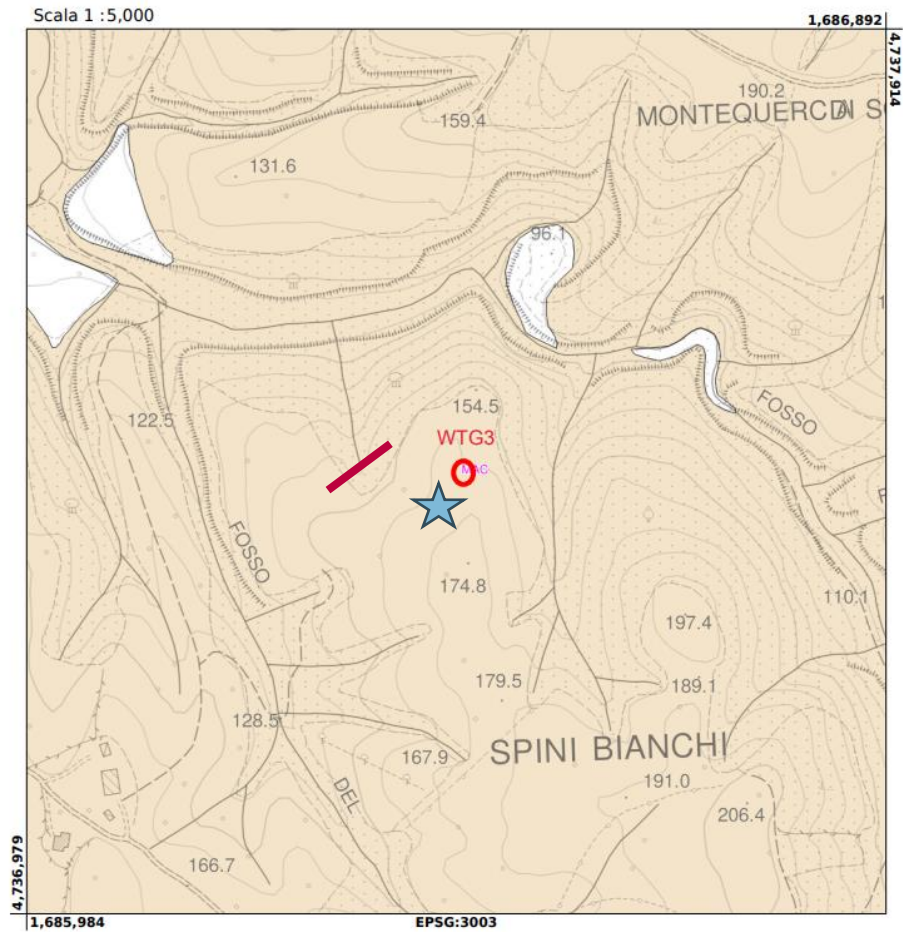 Scala 1 :5,000
1,686,892
4,737,914
190.2
MONTEQUERC
159.4
131.6
96.1
154.5
122.5
WTG3
MAC
FOSSO
FOSSO
174.8
110.1
197.4
179.5
189.1
128.5
SPINI BIANCHI
167.9
191.0
DEL
206.4
166.7
4,736,979
1,685,984
EPSG:3003